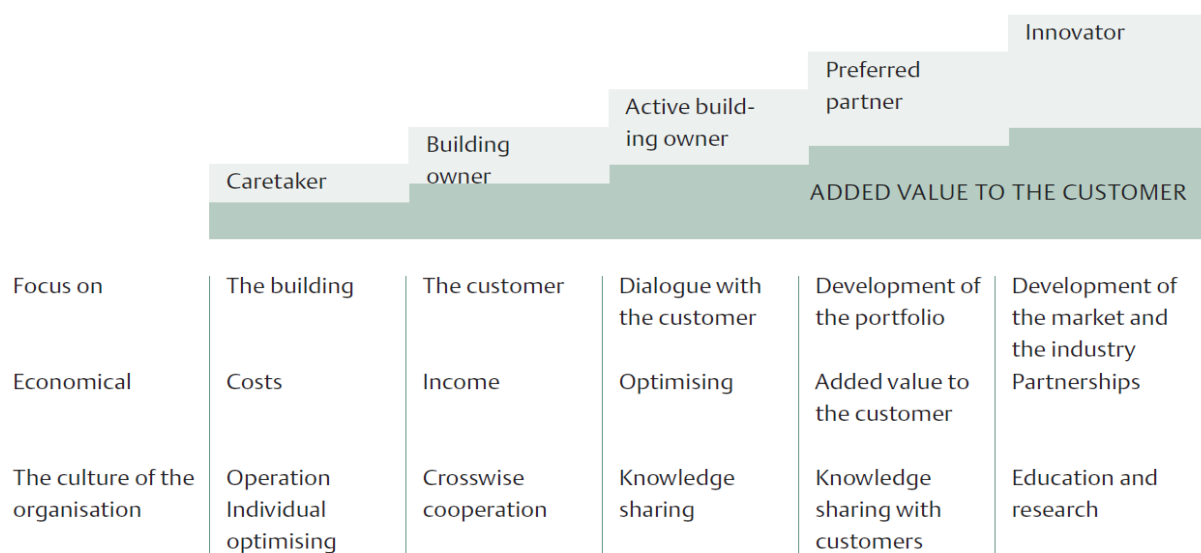 Innovator
Preferred
partner
Active build-
ing owner
Building
owner
Caretaker
ADDED VALUE TO THE CUSTOMER
Focus on
The building
The customer
Dialogue with
the customer
Development of
the portfolio
Development of
the market and
the industry
Economical
Costs
Income
Optimising
Added value to
the customer
Partnerships
The culture of the
organisation
Operation
Individual
optimising
Crosswise
cooperation
Knowledge
sharing
Knowledge
sharing with
customers
Education and
research